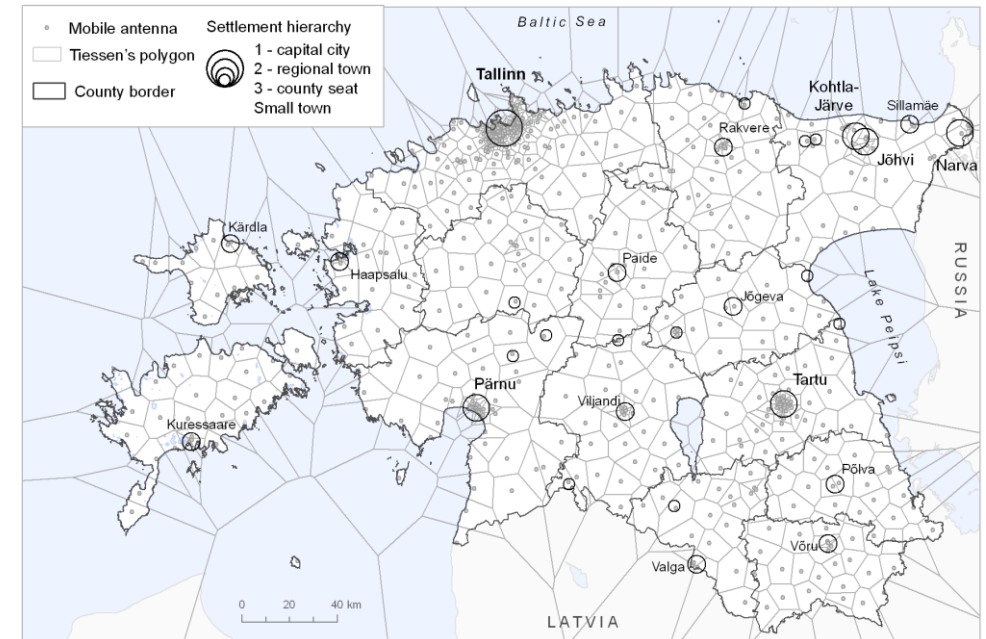 Mobile antenna
Tiessen's polygon
County border
Settlement hierarchy
1 - capital city
2 - regional town
3 - county seat
Small town
Baltic Sea
Tallinn
Kohtla-
Järve
Sillamäe
Rakvere
Jõhvi
Narva
Kärdla
Haapsalu
Paide
Jõgeva
RUSSIA
Lake Peipsi
Pärnu
Tartu
Viljandi
Kuressaare
Põlva
Võru
Valga
0 20 40 km
LATVIA